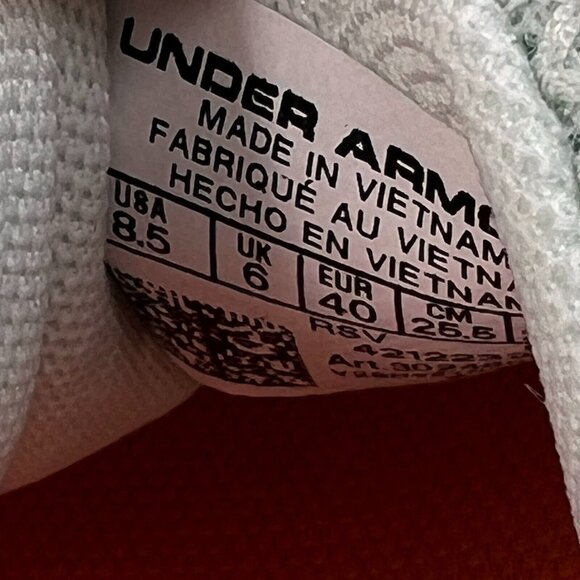 UNDER ARMO
MADE IN VIETNAM
FABRIQUÉ AU VIETNA
HECHO EN VIETNAM
USA UK EUR CM
8.5 6 40 25.5
RSV